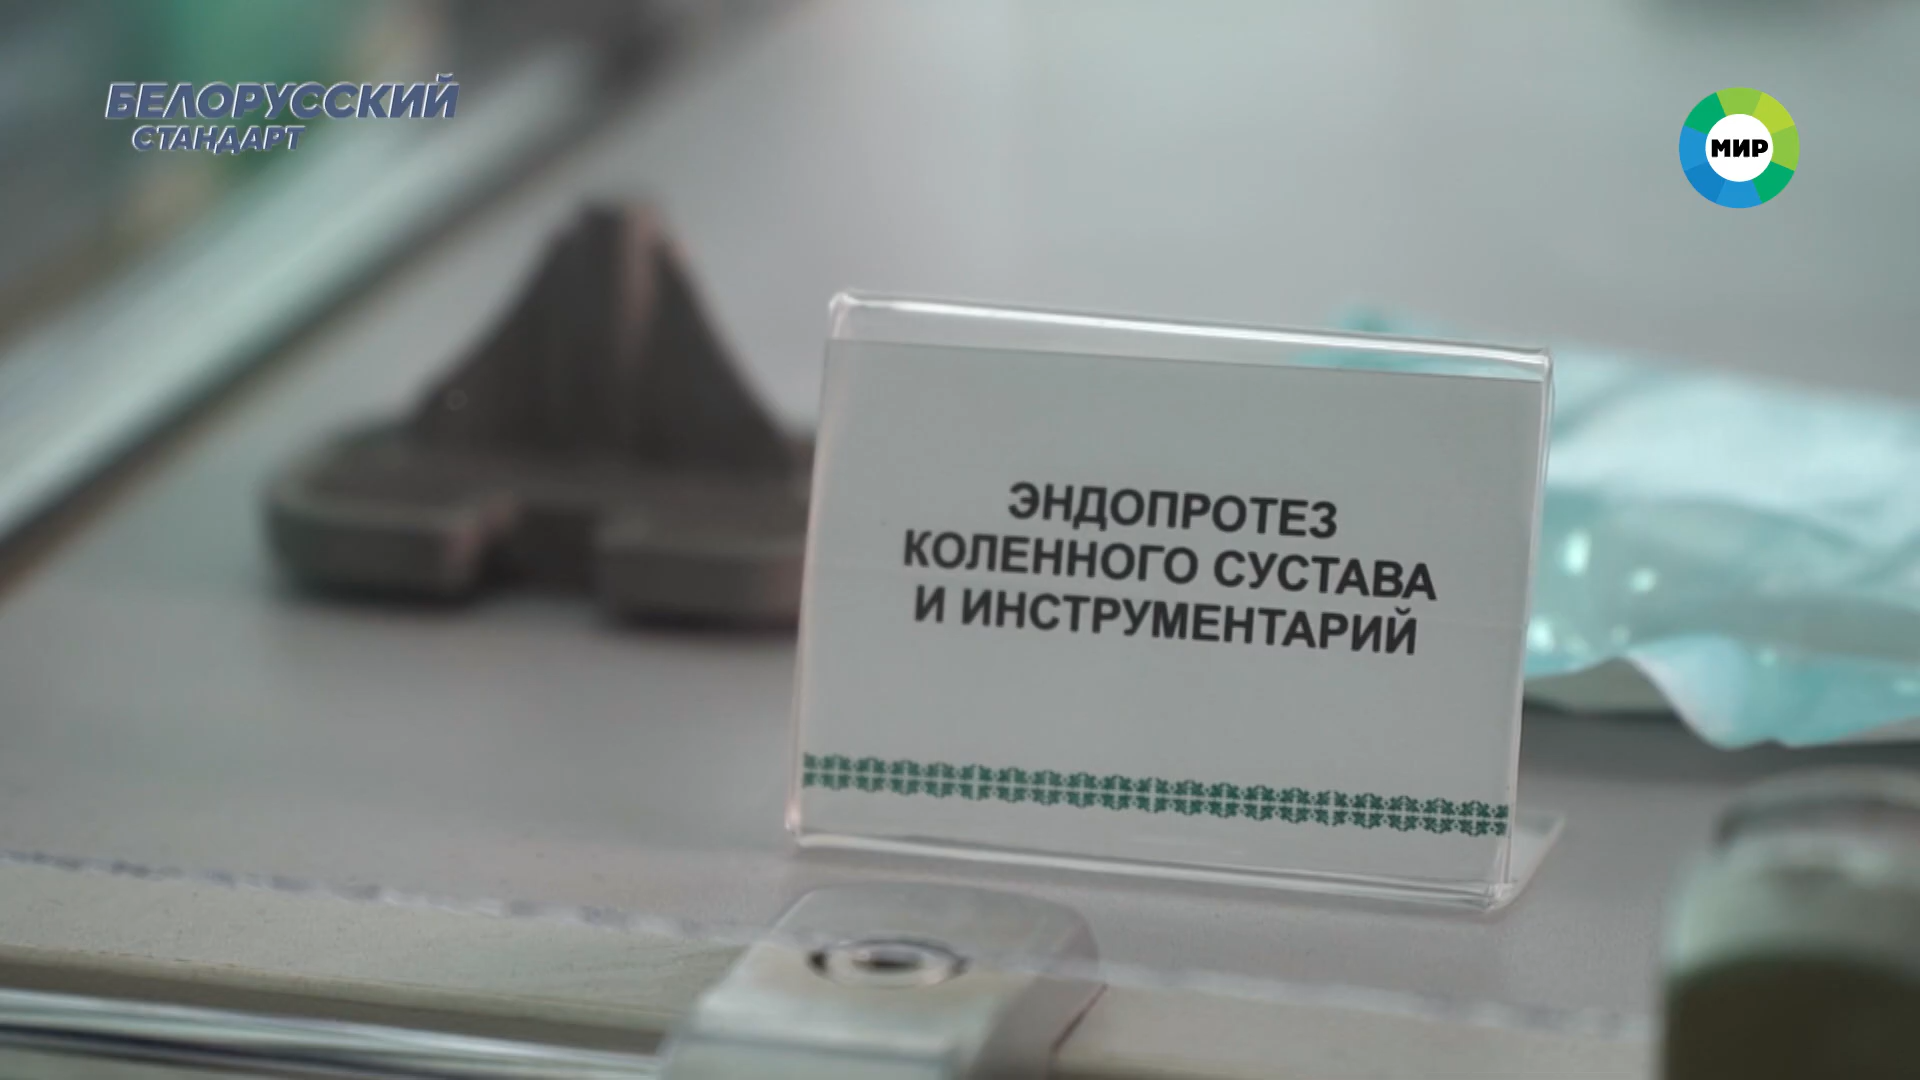 БЕЛОРУССКИЙ
СТАНДАРТ
МИР
ЭНДОПРОТЕЗ
КОЛЕННОГО СУСТАВА
И ИНСТРУМЕНТАРИЙ